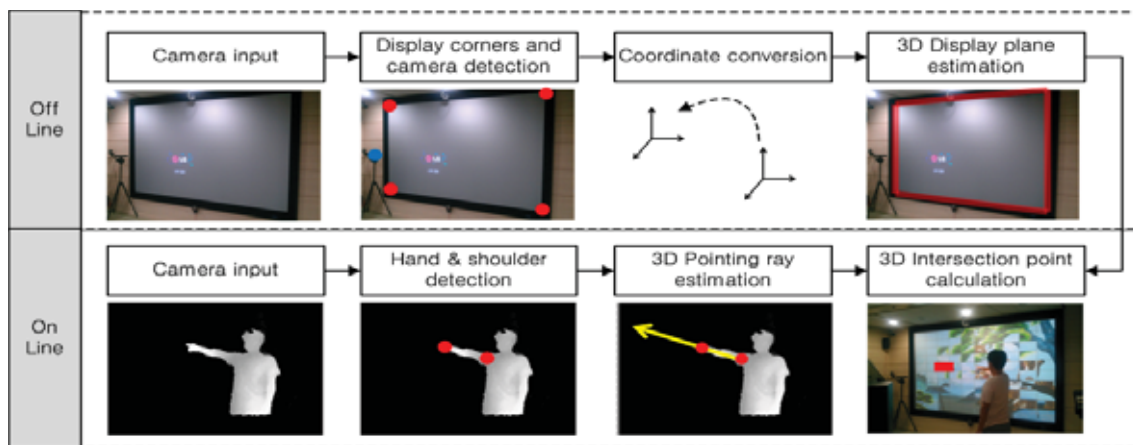 Off
Line
Camera input
Display corners and
camera detection
Coordinate conversion
3D Display plane
estimation
On
Line
Camera input
Hand & shoulder
detection
3D Pointing ray
estimation
3D Intersection point
calculation